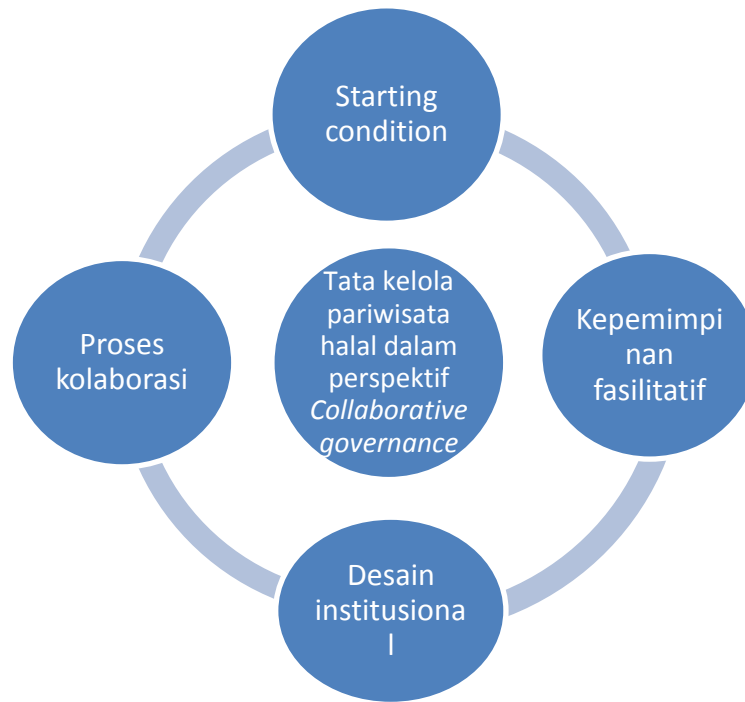 Starting
condition
Tata kelola
pariwisata
halal dalam
perspektif
Collaborative
governance
Kepemimpi
nan
fasilitatif
Proses
kolaborasi
Desain
institusiona
l